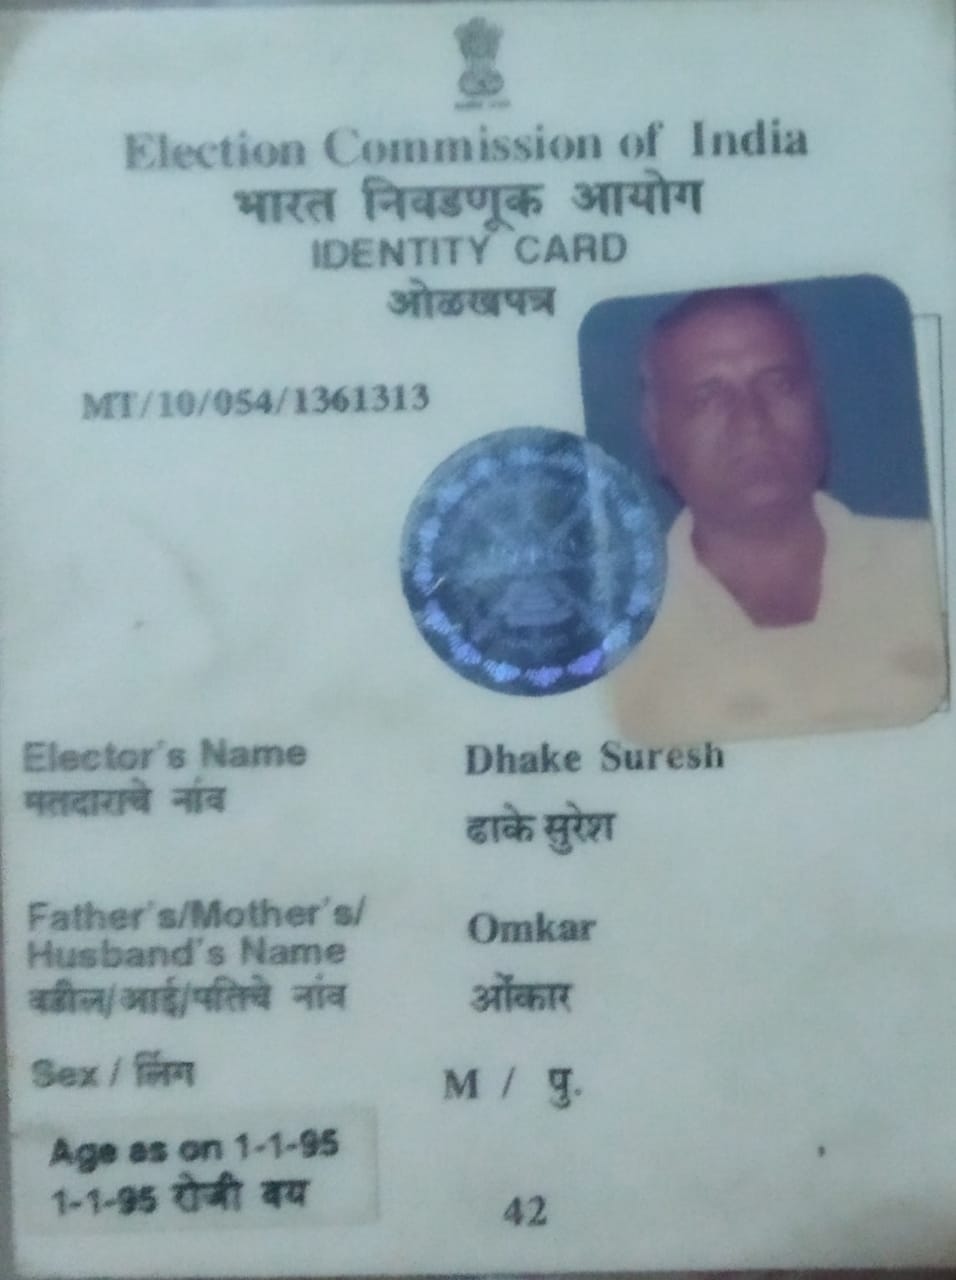 Election Commission of India
भारत निवडणूक आयोग
IDENTITY CARD
ओळखपत्र
MT/10/054/1361313
Elector's Name Dhake Suresh
मतदाराचे नांव ढाके सुरेश
Father's/Mother's/ Omkar
Husband's Name
वडील/आई/पतिचे नांव ओंकार
Sex / लिंग M / पु.
Age as on 1-1-95
1-1-95 रोजी वय 42